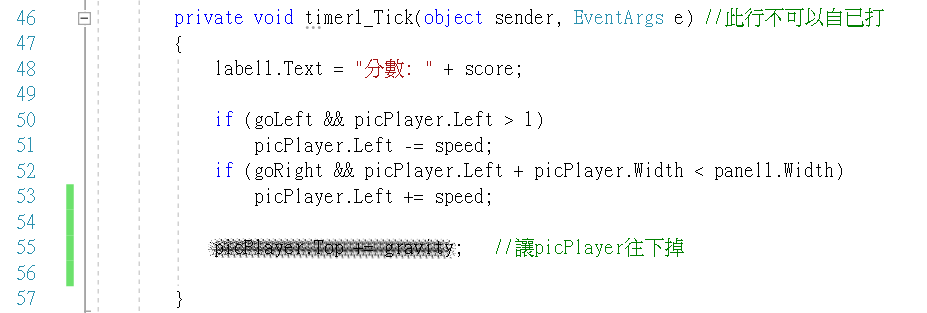 46 private void timer1_Tick(object sender, EventArgs e) //此行不可以自已打
47 {
48 label1.Text = "分數: " + score;
49
50 if (goLeft && picPlayer.Left > 1)
51 picPlayer.Left -= speed;
52 if (goRight && picPlayer.Left + picPlayer.Width < panel1.Width)
53 picPlayer.Left += speed;
54
55 picPlayer.Top += gravity; //讓picPlayer往下掉
56
57 }